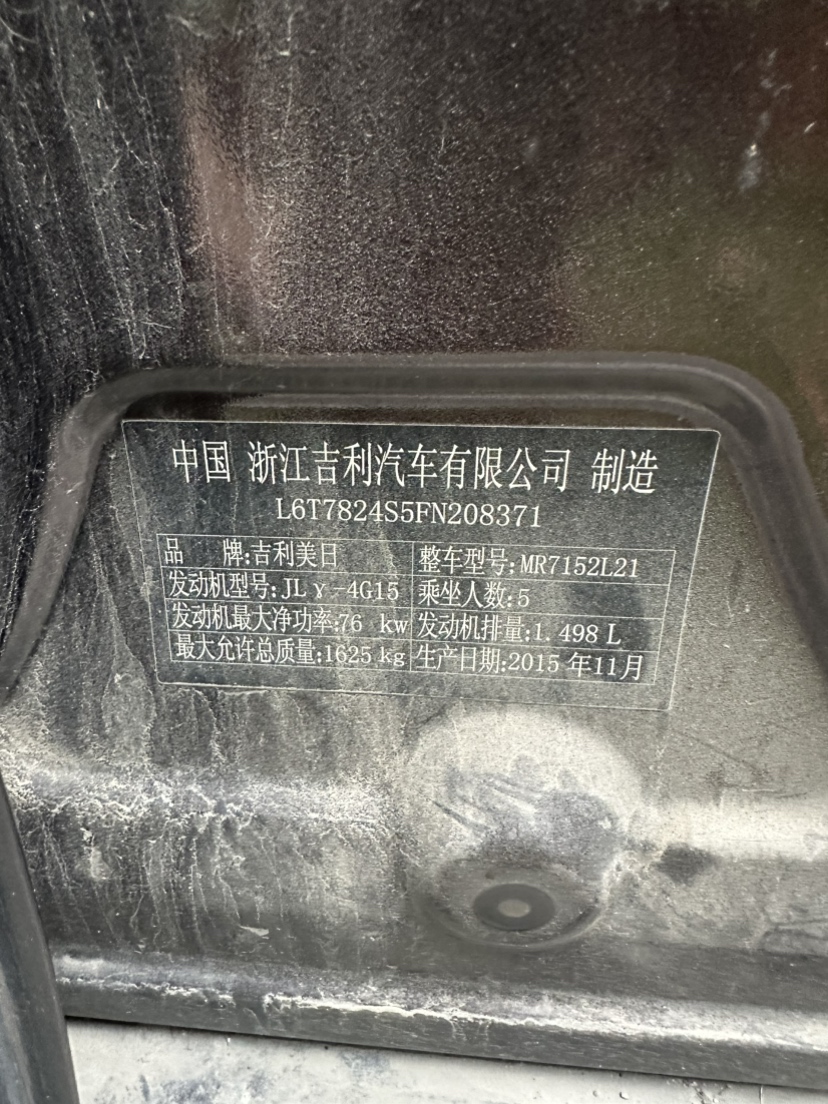 中国 浙江吉利汽车有限公司 制造
L6T7824S5FN208371
品 牌:吉利美日 整车型号:MR7152L21
发动机型号:JLγ-4G15 乘坐人数:5
发动机最大净功率:76 kw 发动机排量:1.498 L
最大允许总质量:1625 kg 生产日期:2015 年11月